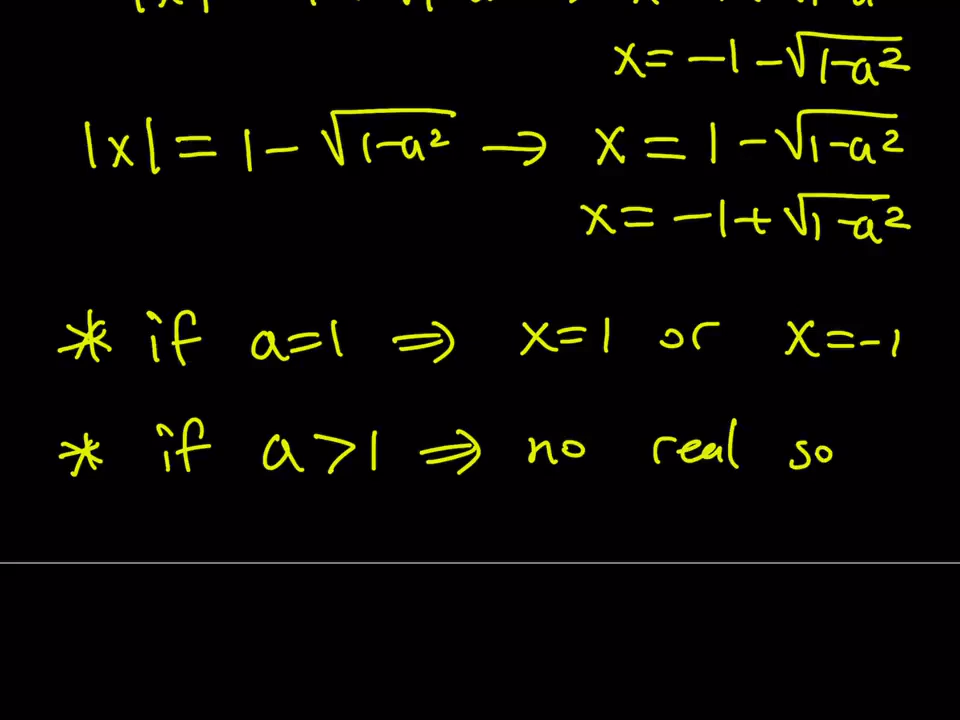 x = -1 - √(1-a²)
|x| = 1 - √(1-a²) → x = 1 - √(1-a²)
x = -1 + √(1-a²)
* if a=1 ⇒ x=1 or x=-1
* if a>1 ⇒ no real so